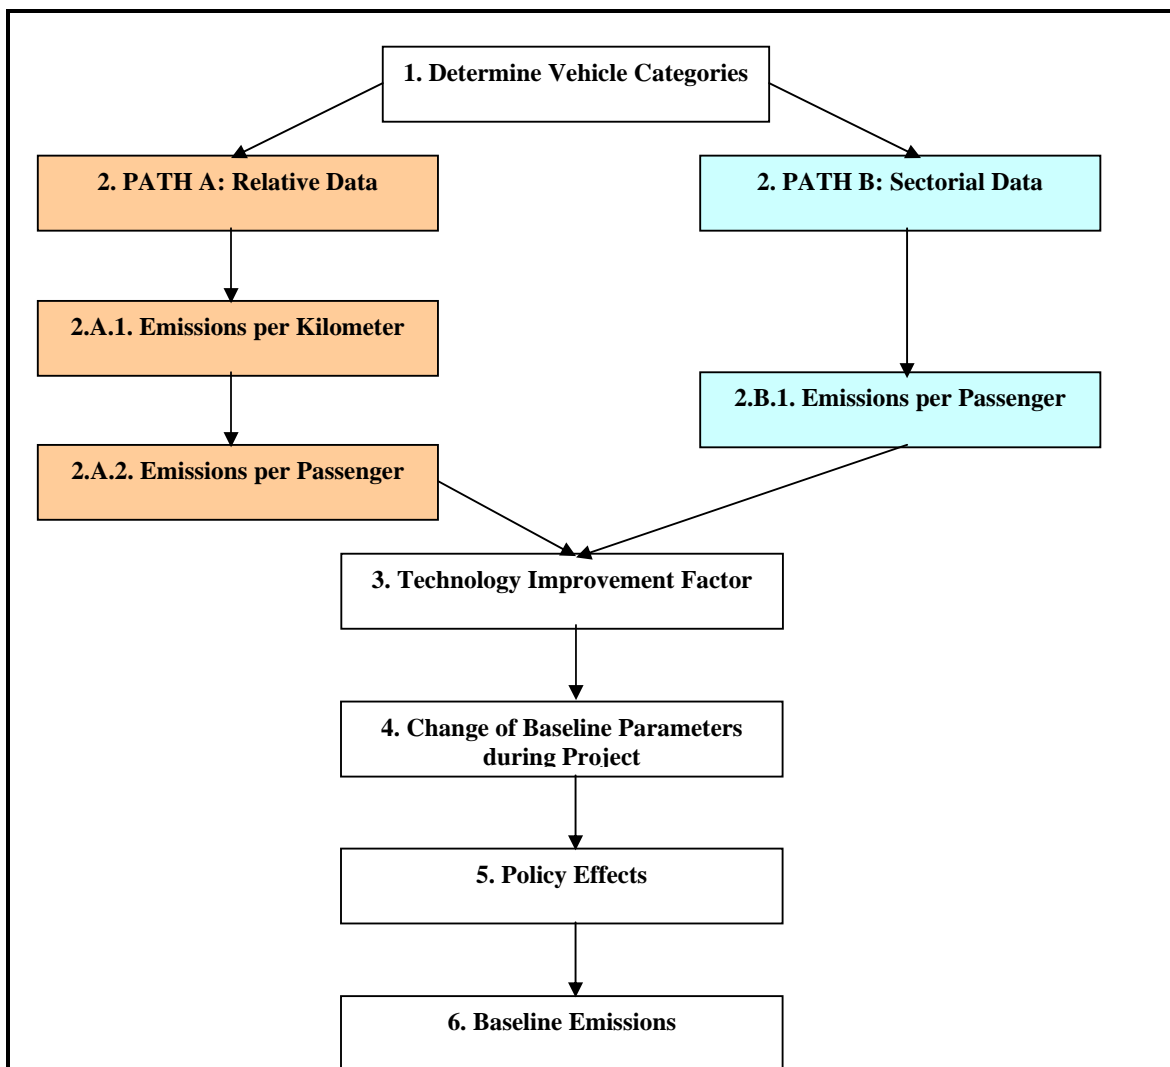 1. Determine Vehicle Categories
2. PATH A: Relative Data
2. PATH B: Sectorial Data
2.A.1. Emissions per Kilometer
2.B.1. Emissions per Passenger
2.A.2. Emissions per Passenger
3. Technology Improvement Factor
4. Change of Baseline Parameters
during Project
5. Policy Effects
6. Baseline Emissions